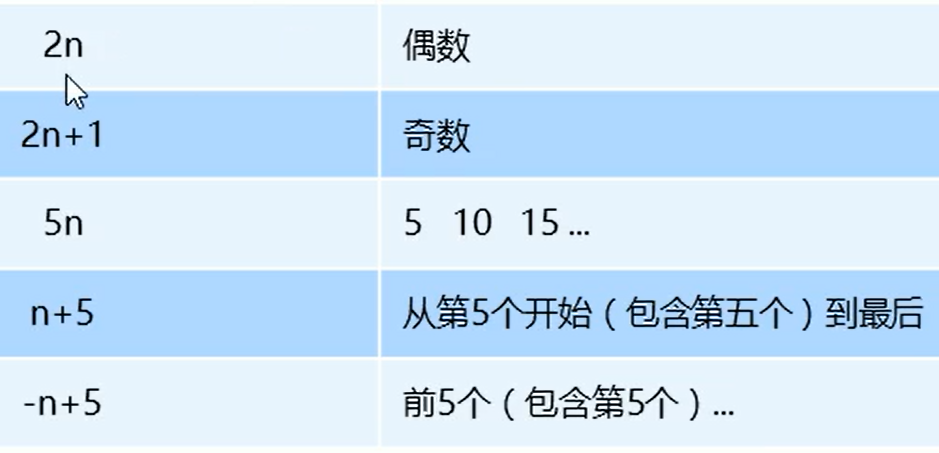 2n 偶数
2n+1 奇数
5n 5 10 15 ...
n+5 从第5个开始（包含第五个）到最后
-n+5 前5个（包含第5个）...